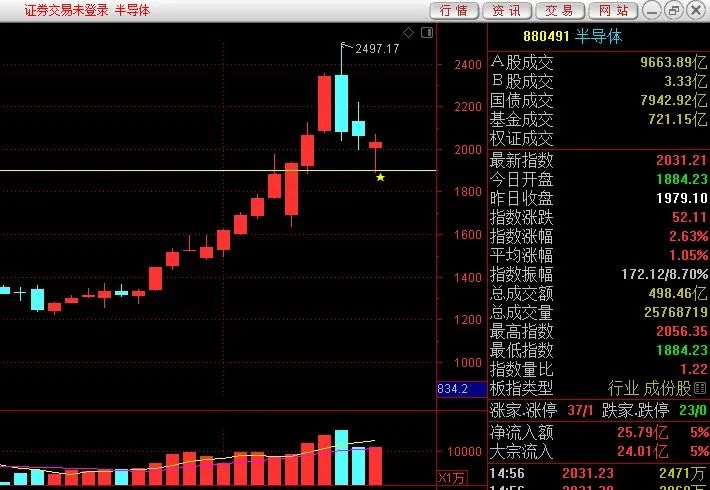 证券交易未登录 半导体
行情 资讯 交易 网站
880491 半导体
2497.17
2400
2200
2000
1800
1600
1400
1200
1000
834.2
10000
X1万
A股成交 9663.89亿
B股成交 3.33亿
国债成交 7942.92亿
基金成交 721.15亿
权证成交
最新指数 2031.21
今日开盘 1884.23
昨日收盘 1979.10
指数涨跌 52.11
指数涨幅 2.63%
平均涨幅 1.05%
指数振幅 172.12/8.70%
总成交额 498.46亿
总成交量 25768719
最高指数 2056.35
最低指数 1884.23
指数量比 1.22
板指类型 行业 成份股
涨家.涨停 37/1 跌家.跌停 23/0
净流入额 25.79亿 5%
大宗流入 24.01亿 5%
14:56 2031.23 2471万